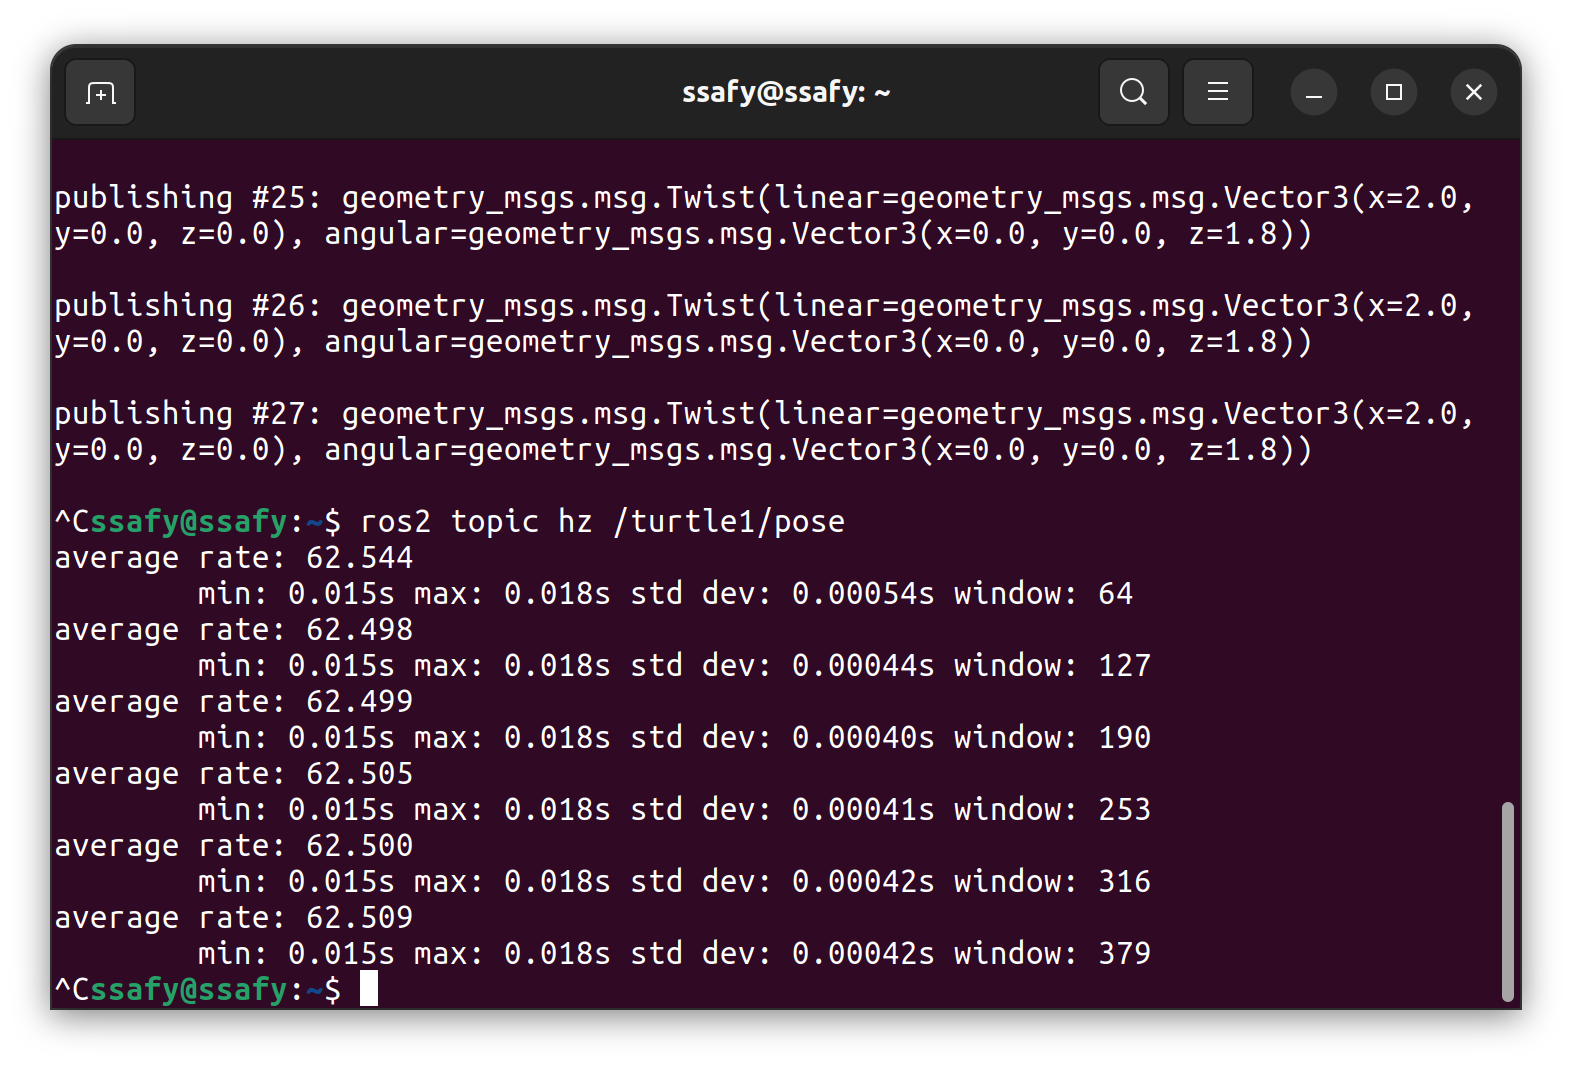 ssafy@ssafy: ~
publishing #25: geometry_msgs.msg.Twist(linear=geometry_msgs.msg.Vector3(x=2.0,
y=0.0, z=0.0), angular=geometry_msgs.msg.Vector3(x=0.0, y=0.0, z=1.8))
publishing #26: geometry_msgs.msg.Twist(linear=geometry_msgs.msg.Vector3(x=2.0,
y=0.0, z=0.0), angular=geometry_msgs.msg.Vector3(x=0.0, y=0.0, z=1.8))
publishing #27: geometry_msgs.msg.Twist(linear=geometry_msgs.msg.Vector3(x=2.0,
y=0.0, z=0.0), angular=geometry_msgs.msg.Vector3(x=0.0, y=0.0, z=1.8))
^Cssafy@ssafy:~$ ros2 topic hz /turtle1/pose
average rate: 62.544
min: 0.015s max: 0.018s std dev: 0.00054s window: 64
average rate: 62.498
min: 0.015s max: 0.018s std dev: 0.00044s window: 127
average rate: 62.499
min: 0.015s max: 0.018s std dev: 0.00040s window: 190
average rate: 62.505
min: 0.015s max: 0.018s std dev: 0.00041s window: 253
average rate: 62.500
min: 0.015s max: 0.018s std dev: 0.00042s window: 316
average rate: 62.509
min: 0.015s max: 0.018s std dev: 0.00042s window: 379
^Cssafy@ssafy:~$